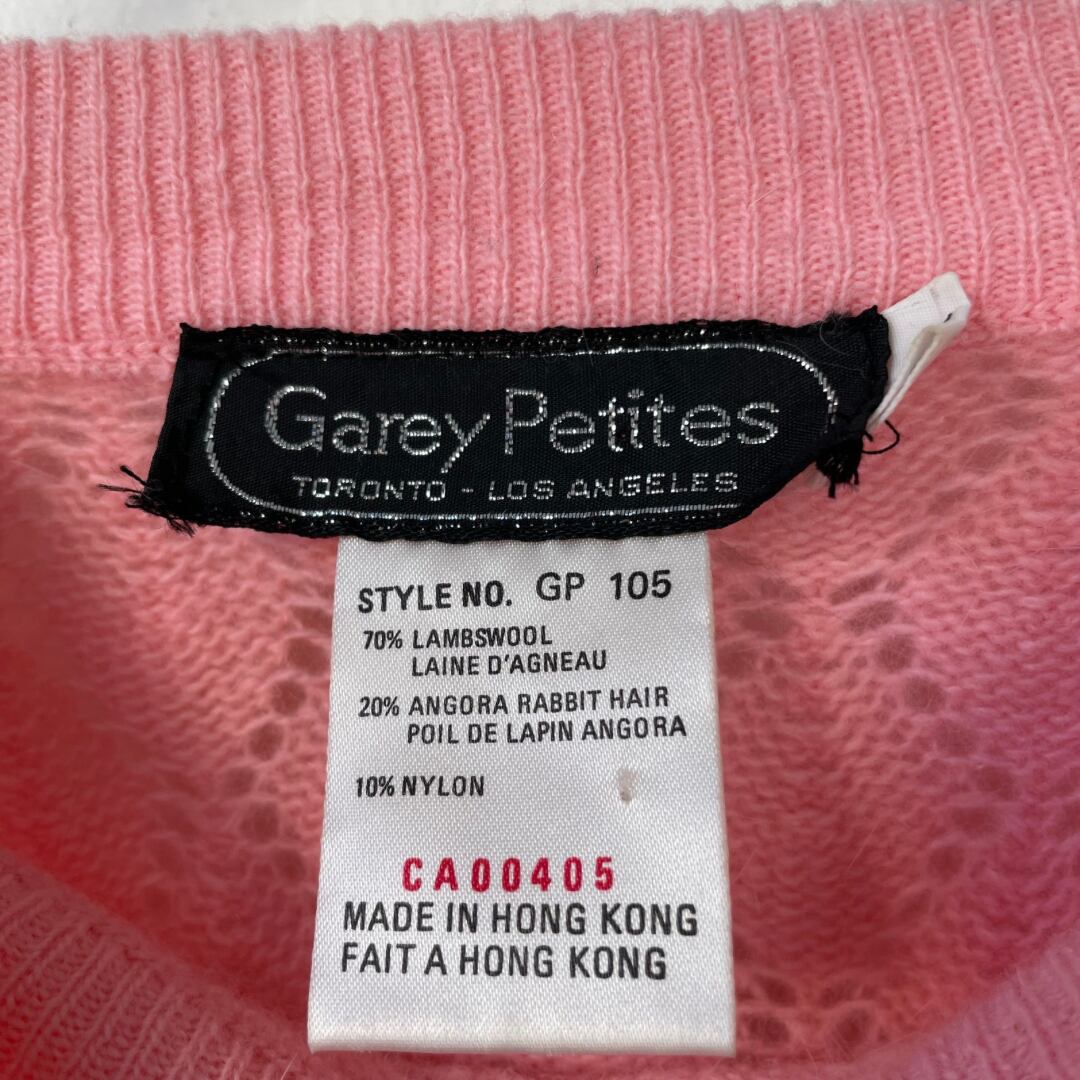 Garey Petites
TORONTO - LOS ANGELES
STYLE NO. GP 105
70% LAMBSWOOL
LAINE D'AGNEAU
20% ANGORA RABBIT HAIR
POIL DE LAPIN ANGORA
10% NYLON
CA00405
MADE IN HONG KONG
FAIT A HONG KONG